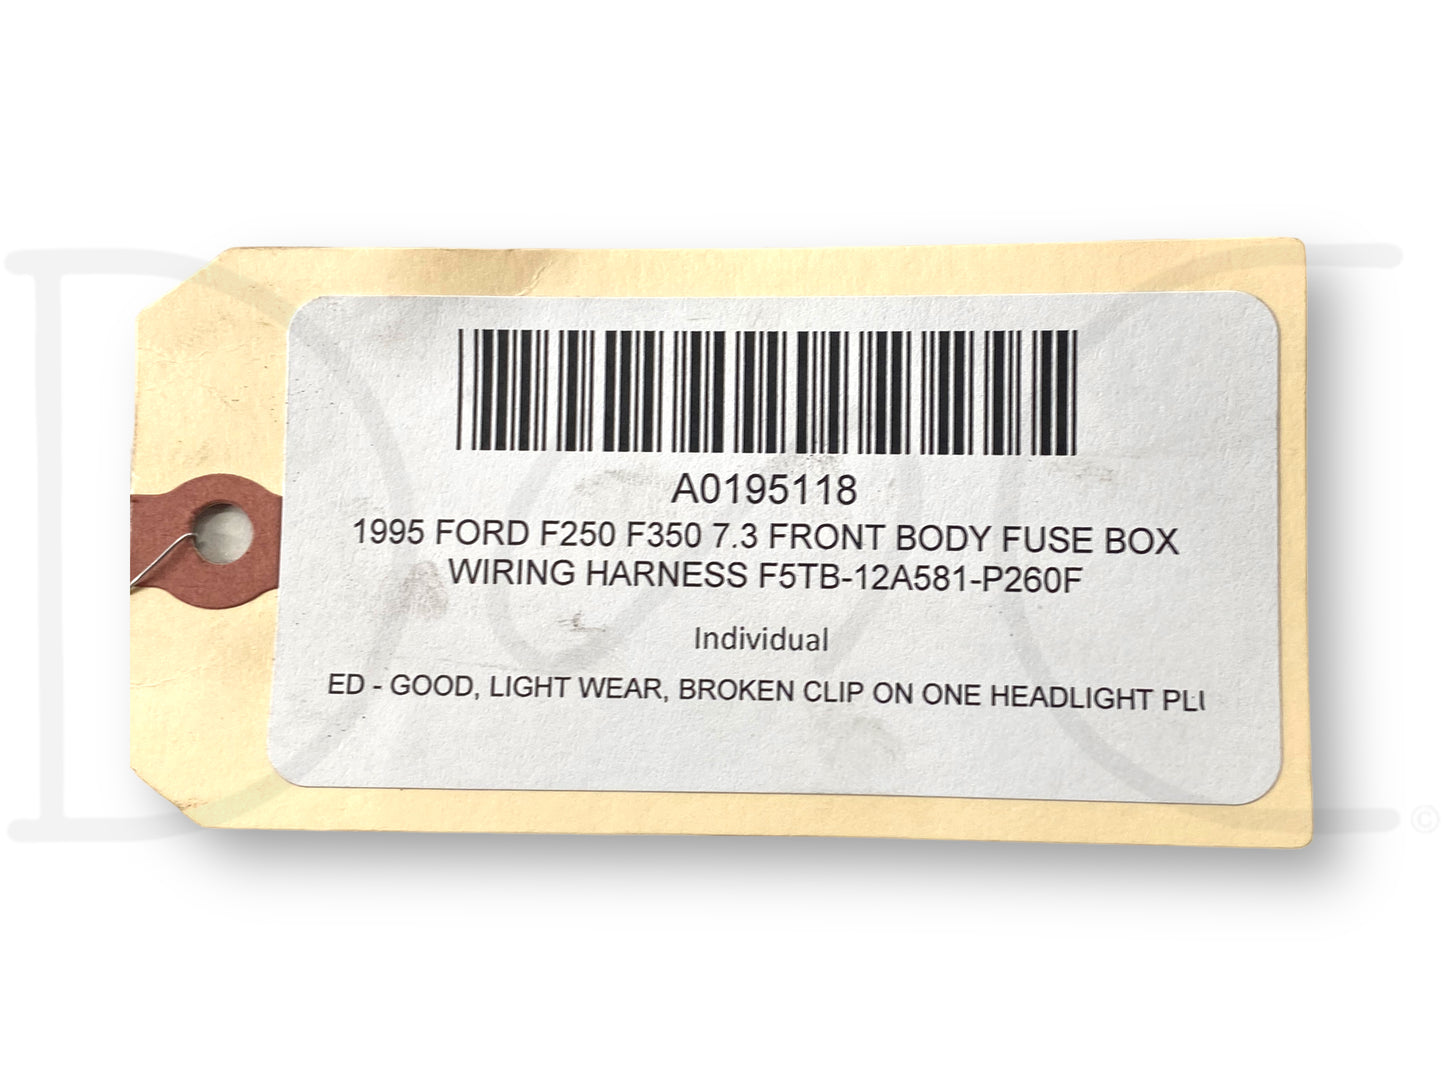 A0195118
1995 FORD F250 F350 7.3 FRONT BODY FUSE BOX
WIRING HARNESS F5TB-12A581-P260F
Individual
ED - GOOD, LIGHT WEAR, BROKEN CLIP ON ONE HEADLIGHT
©